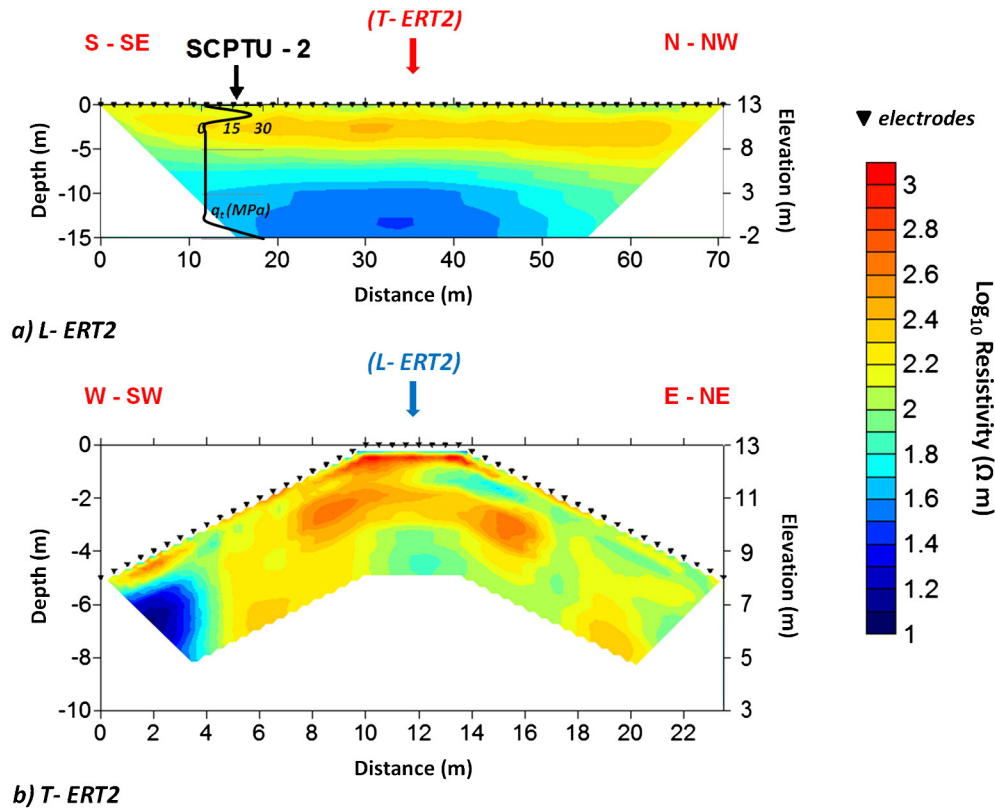 (T- ERT2)
S - SE
SCPTU - 2
N - NW
0
-5
-10
-15
Depth (m)
0 15 30
qt (MPa)
13
8
3
-2
Elevation (m)
0 10 20 30 40 50 60 70
Distance (m)
a) L- ERT2
electrodes
3
2.8
2.6
2.4
2.2
2
1.8
1.6
1.4
1.2
1
Log10 Resistivity (Ω m)
(L- ERT2)
W - SW
E - NE
0
-2
-4
-6
-8
-10
Depth (m)
13
11
9
7
5
3
Elevation (m)
0 2 4 6 8 10 12 14 16 18 20 22
Distance (m)
b) T- ERT2